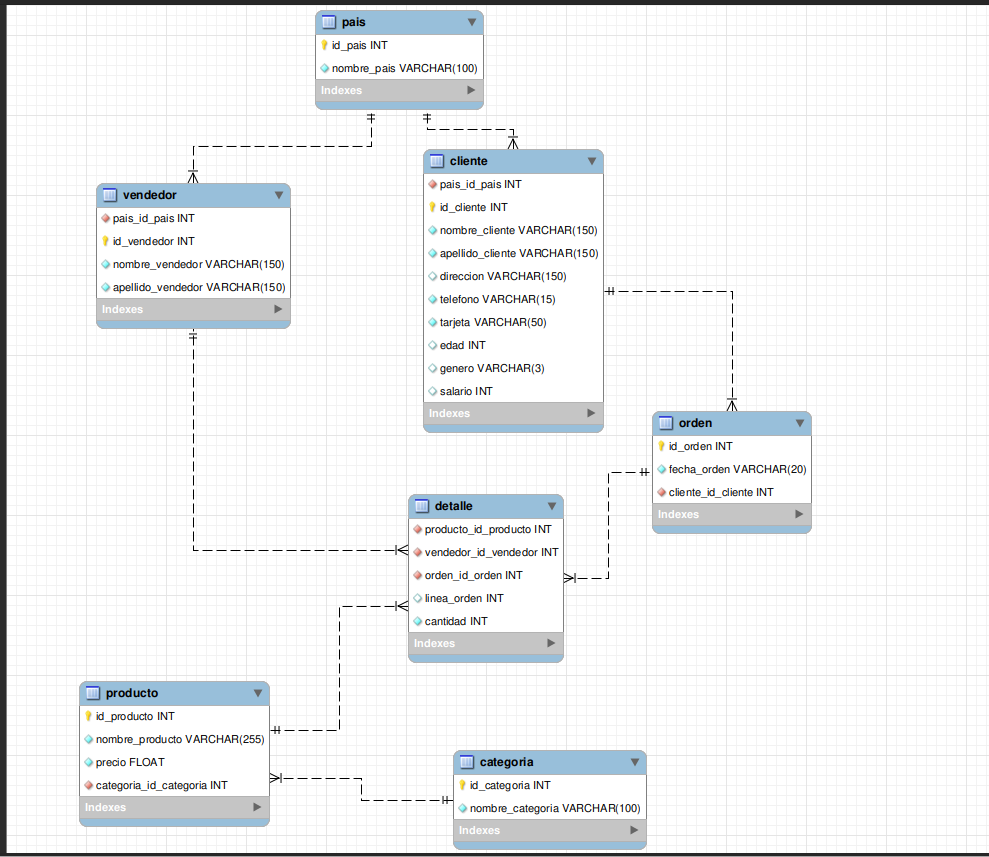 pais
id_pais INT
nombre_pais VARCHAR(100)
Indexes
cliente
pais_id_pais INT
id_cliente INT
nombre_cliente VARCHAR(150)
apellido_cliente VARCHAR(150)
direccion VARCHAR(150)
telefono VARCHAR(15)
tarjeta VARCHAR(50)
edad INT
genero VARCHAR(3)
salario INT
Indexes
vendedor
pais_id_pais INT
id_vendedor INT
nombre_vendedor VARCHAR(150)
apellido_vendedor VARCHAR(150)
Indexes
orden
id_orden INT
fecha_orden VARCHAR(20)
cliente_id_cliente INT
Indexes
detalle
producto_id_producto INT
vendedor_id_vendedor INT
orden_id_orden INT
linea_orden INT
cantidad INT
Indexes
producto
id_producto INT
nombre_producto VARCHAR(255)
precio FLOAT
categoria_id_categoria INT
Indexes
categoria
id_categoria INT
nombre_categoria VARCHAR(100)
Indexes